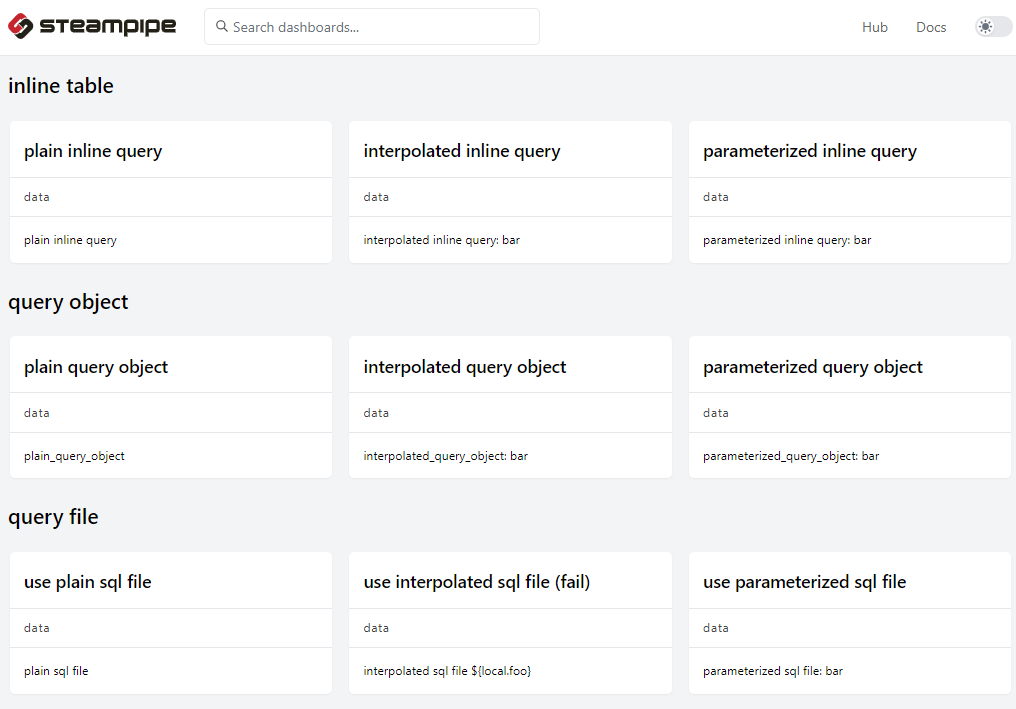 steampipe
Search dashboards...
Hub
Docs
inline table
plain inline query
interpolated inline query
parameterized inline query
data
data
data
plain inline query
interpolated inline query: bar
parameterized inline query: bar
query object
plain query object
interpolated query object
parameterized query object
data
data
data
plain_query_object
interpolated_query_object: bar
parameterized_query_object: bar
query file
use plain sql file
use interpolated sql file (fail)
use parameterized sql file
data
data
data
plain sql file
interpolated sql file ${local.foo}
parameterized sql file: bar